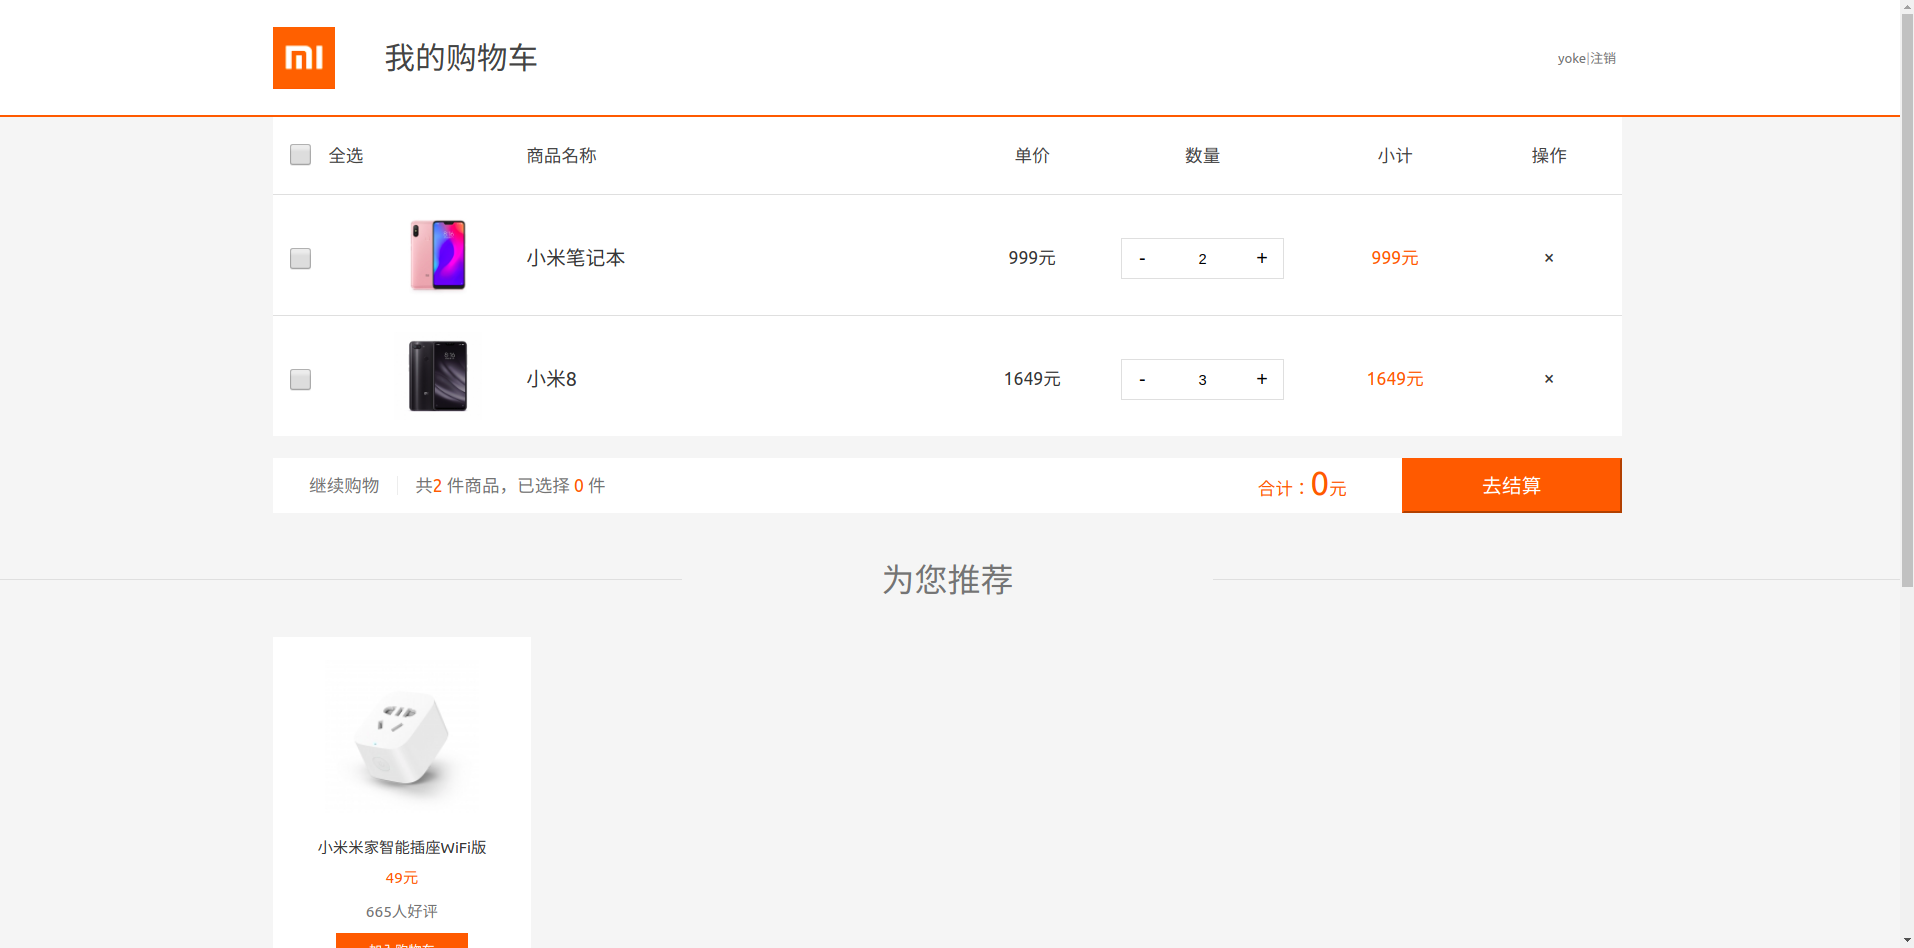 我的购物车
yoke|注销
全选 商品名称 单价 数量 小计 操作
小米笔记本 999元 - 2 + 999元 ×
小米8 1649元 - 3 + 1649元 ×
继续购物 共2 件商品，已选择 0 件 合计：0元 去结算
为您推荐
小米米家智能插座WiFi版
49元
665人好评
加入购物车